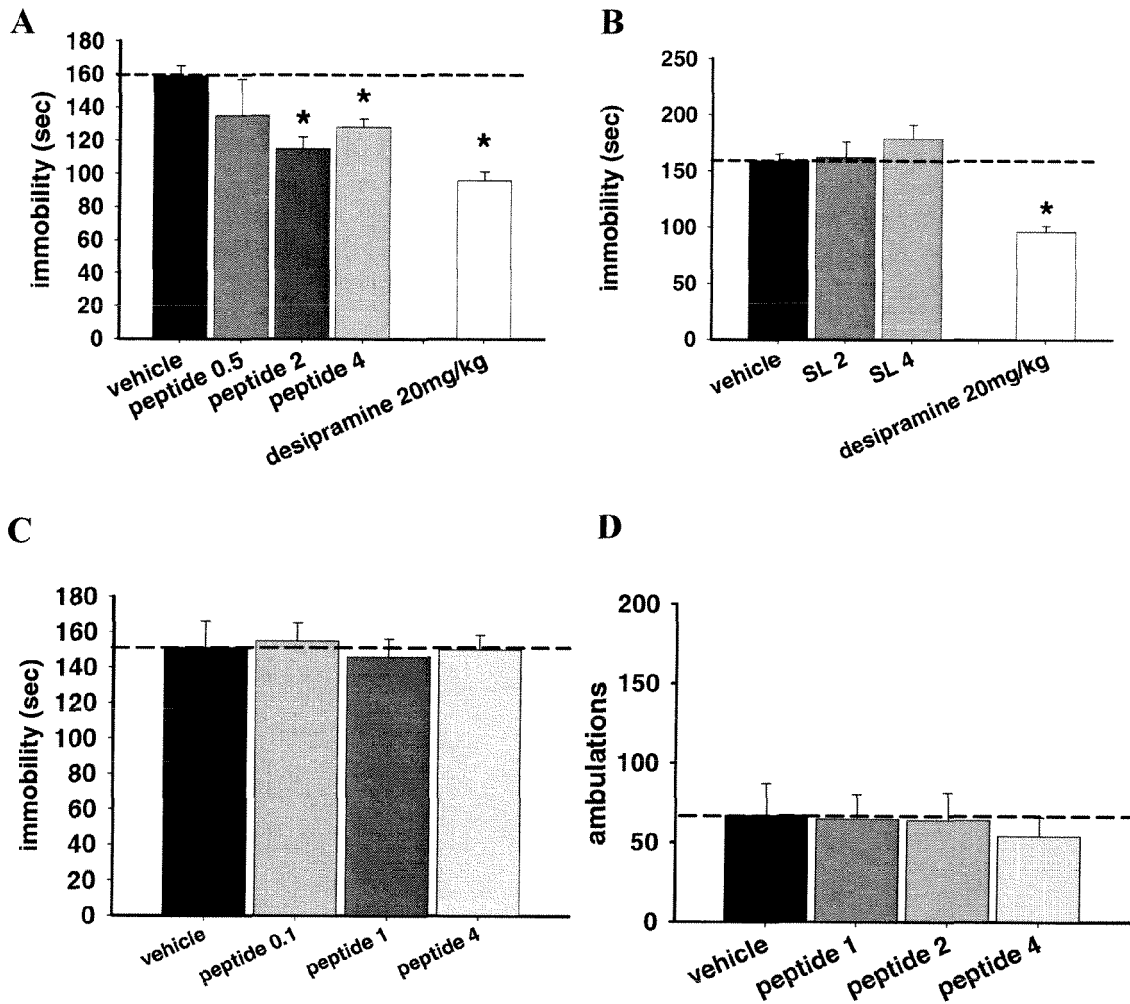 A
immobility (sec)
180
160
140
120
100
80
60
40
20
0
*
*
*
vehicle
peptide 0.5
peptide 2
peptide 4
desipramine 20mg/kg
B
immobility (sec)
250
200
150
100
50
0
*
vehicle
SL 2
SL 4
desipramine 20mg/kg
C
immobility (sec)
180
160
140
120
100
80
60
40
20
0
vehicle
peptide 0.1
peptide 1
peptide 4
D
ambulations
200
150
100
50
0
vehicle
peptide 1
peptide 2
peptide 4